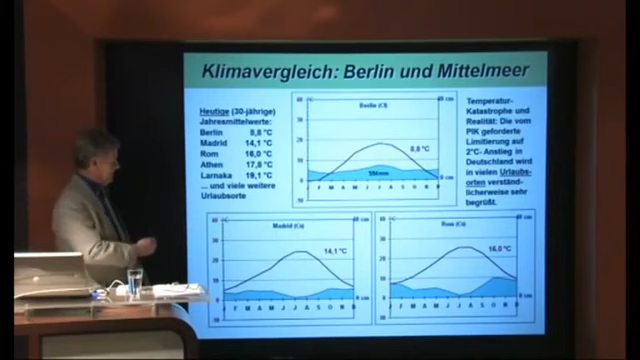 Klimavergleich: Berlin und Mittelmeer
Heutige (30-jährige)
Jahresmittelwerte:
Berlin 8,8 °C
Madrid 14,1 °C
Rom 16,0 °C
Athen 17,8 °C
Larnaka 19,1 °C
... und viele weitere
Urlaubsorte
Berlin (Cf)
8,8 °C
J F M A M J J A S O N D
Temperatur-
Katastrophe und
Realität: Die vom
PIK geforderte
Limitierung auf
2°C- Anstieg in
Deutschland wird
in vielen Urlaubs-
orten verständ-
licherweise sehr
begrüßt.
Madrid (Cs)
14,1 °C
J F M A M J J A S O N D
Rom (Cs)
16,0 °C
J F M A M J J A S O N D